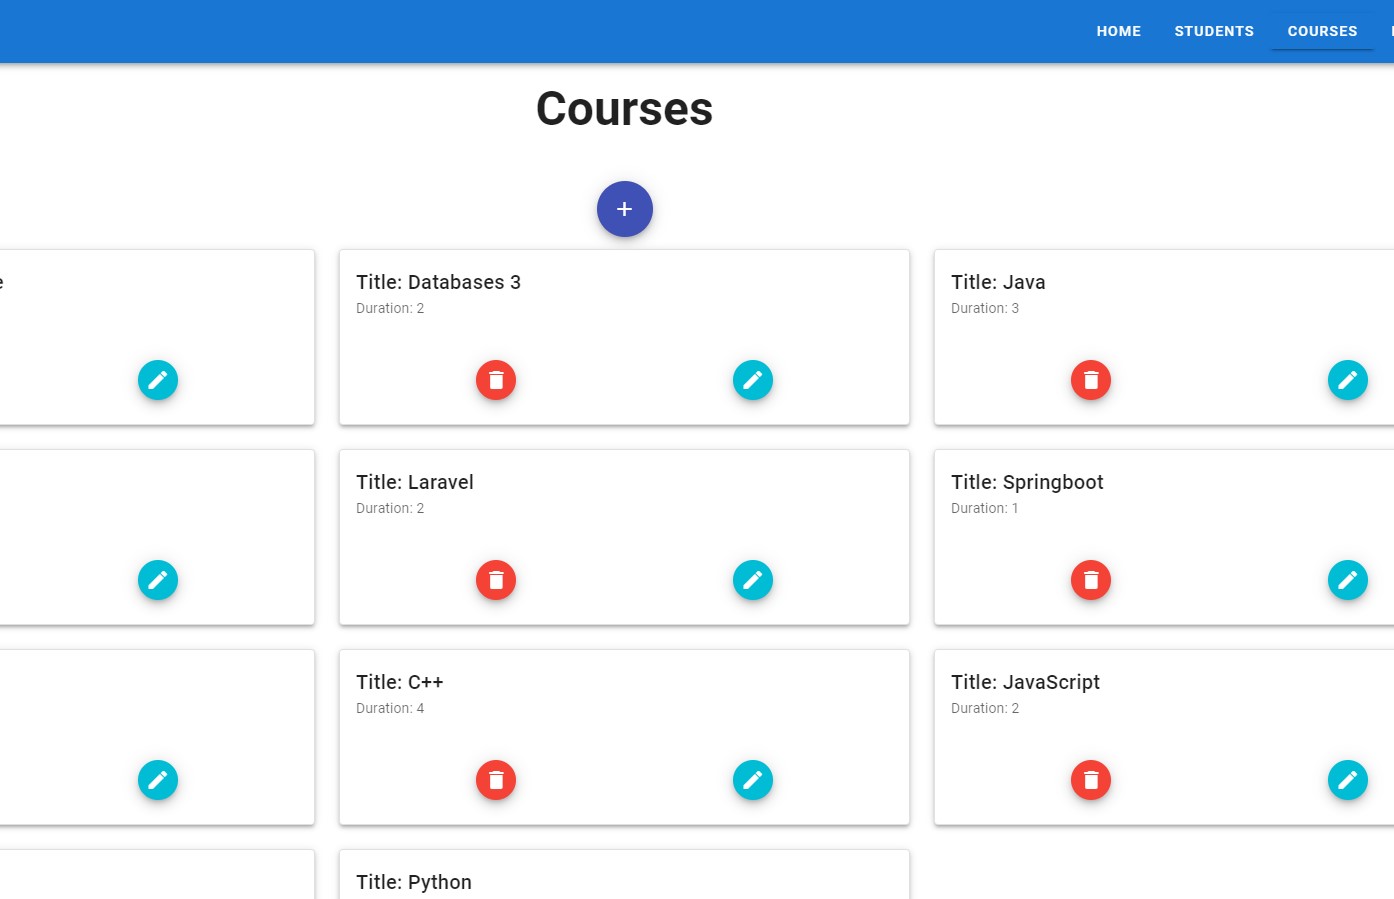 HOME STUDENTS COURSES
Courses
+
Title: Databases 3
Duration: 2
Title: Java
Duration: 3
Title: Laravel
Duration: 2
Title: Springboot
Duration: 1
Title: C++
Duration: 4
Title: JavaScript
Duration: 2
Title: Python